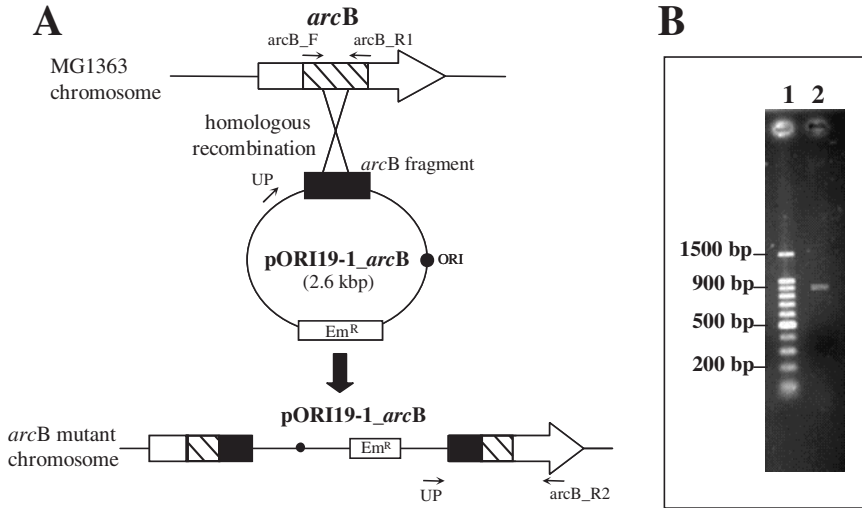 A
arcB
arcB_F
arcB_R1
MG1363
chromosome
homologous
recombination
arcB fragment
UP
pORI19-1_arcB
(2.6 kbp)
ORI
EmR
pORI19-1_arcB
arcB mutant
chromosome
EmR
UP
arcB_R2
B
1 2
1500 bp
900 bp
500 bp
200 bp